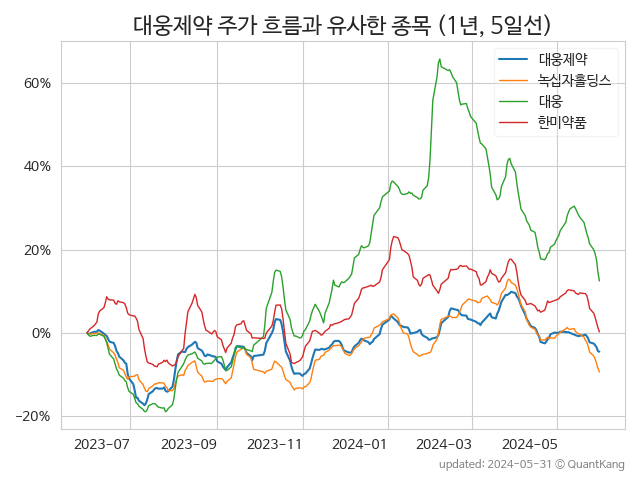 대웅제약 주가 흐름과 유사한 종목 (1년, 5일선)
대웅제약
녹십자홀딩스
대웅
한미약품
60%
40%
20%
0%
−20%
2023-07
2023-09
2023-11
2024-01
2024-03
2024-05
updated: 2024-05-31 © QuantKang